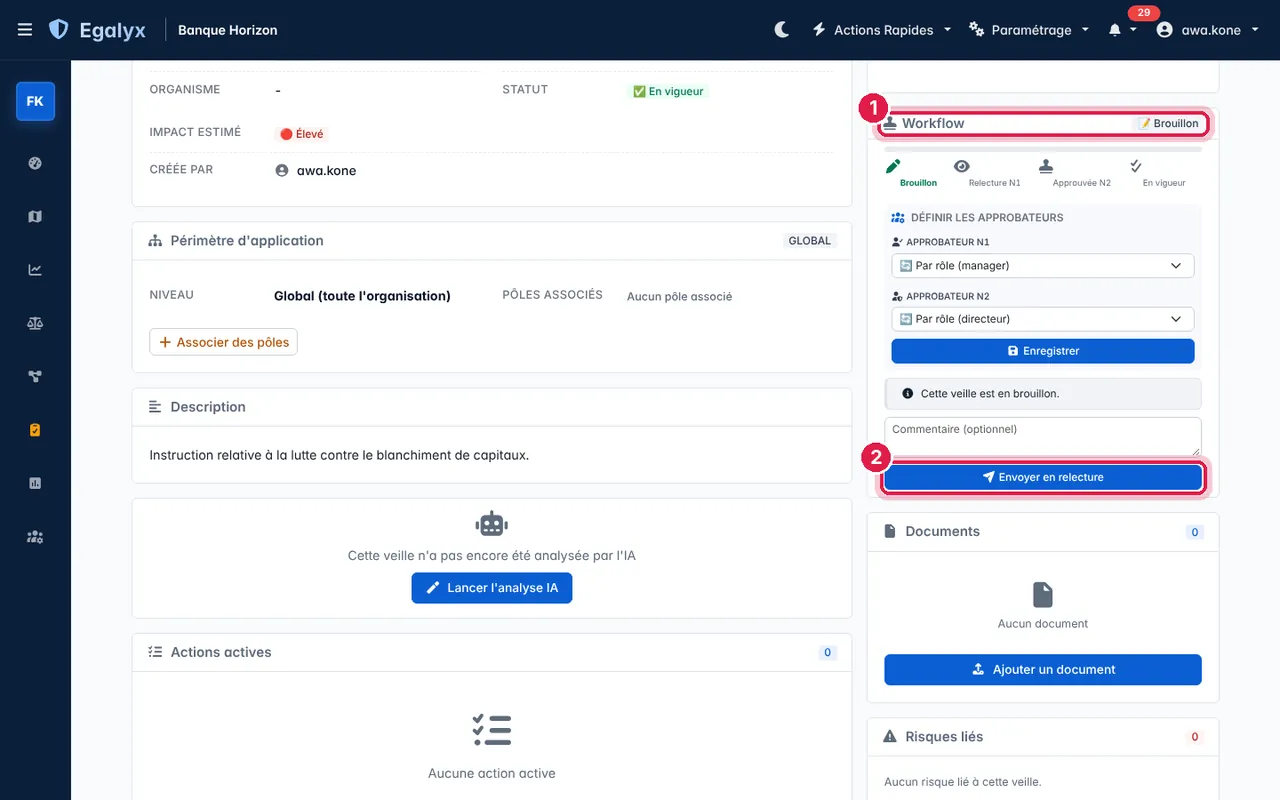 Egalyx
Banque Horizon
Actions Rapides
Paramétrage
29
awa.kone
FK
ORGANISME
-
STATUT
✅ En vigueur
IMPACT ESTIMÉ
🔴 Élevé
CRÉÉE PAR
awa.kone
Périmètre d'application
GLOBAL
NIVEAU
Global (toute l'organisation)
PÔLES ASSOCIÉS
Aucun pôle associé
+ Associer des pôles
Description
Instruction relative à la lutte contre le blanchiment de capitaux.
Cette veille n'a pas encore été analysée par l'IA
Lancer l'analyse IA
Actions actives
0
Aucune action active
1
Workflow
📝 Brouillon
Brouillon
Relecture N1
Approuvée N2
En vigueur
DÉFINIR LES APPROBATEURS
APPROBATEUR N1
🔄 Par rôle (manager)
APPROBATEUR N2
🔄 Par rôle (directeur)
Enregistrer
Cette veille est en brouillon.
Commentaire (optionnel)
2
Envoyer en relecture
Documents
0
Aucun document
Ajouter un document
Risques liés
0
Aucun risque lié à cette veille.